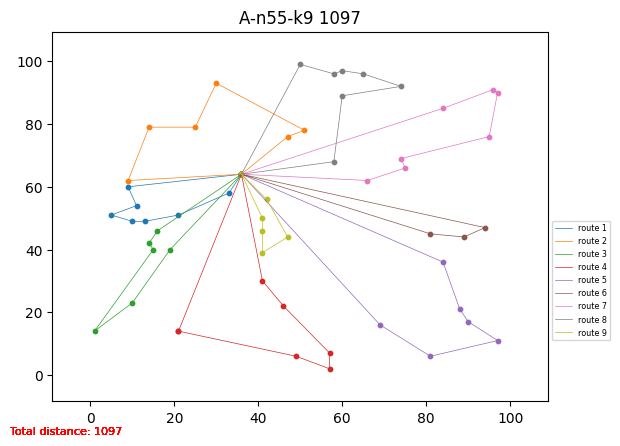 A-n55-k9 1097
100
80
60
40
20
0
0 20 40 60 80 100
route 1
route 2
route 3
route 4
route 5
route 6
route 7
route 8
route 9
Total distance: 1097